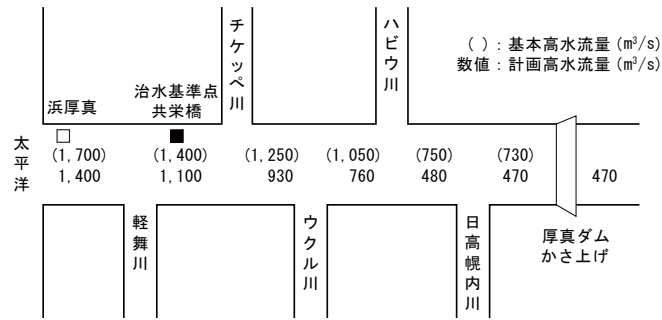 チケッペ川
ハビウ川
( ) : 基本高水流量 (m³/s)
数値 : 計画高水流量 (m³/s)
浜厚真
治水基準点
共栄橋
太平洋
(1,700) (1,400) (1,250) (1,050) (750) (730)
1,400 1,100 930 760 480 470 470
軽舞川
ウクル川
日高幌内川
厚真ダム
かさ上げ